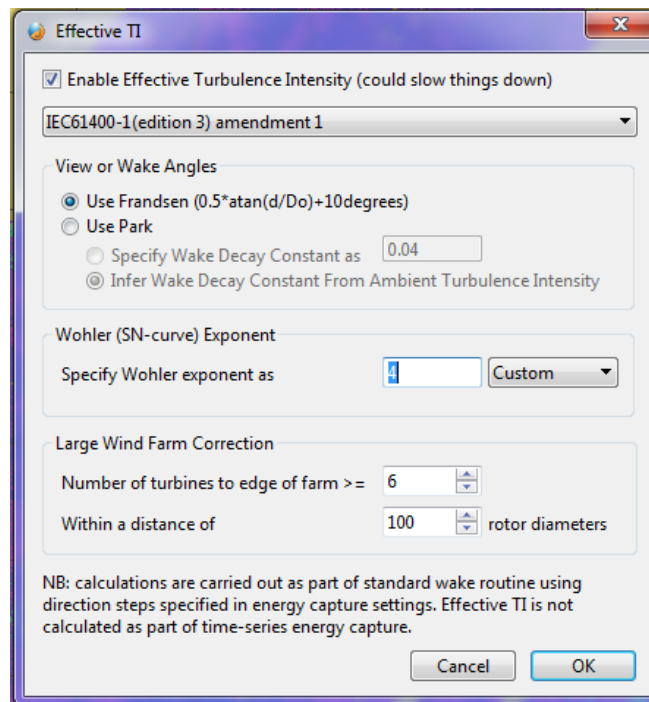 Effective TI
Enable Effective Turbulence Intensity (could slow things down)
IEC61400-1(edition 3) amendment 1
View or Wake Angles
Use Frandsen (0.5*atan(d/Do)+10degrees)
Use Park
Specify Wake Decay Constant as 0.04
Infer Wake Decay Constant From Ambient Turbulence Intensity
Wohler (SN-curve) Exponent
Specify Wohler exponent as 4 Custom
Large Wind Farm Correction
Number of turbines to edge of farm >= 6
Within a distance of 100 rotor diameters
NB: calculations are carried out as part of standard wake routine using
direction steps specified in energy capture settings. Effective TI is not
calculated as part of time-series energy capture.
Cancel OK